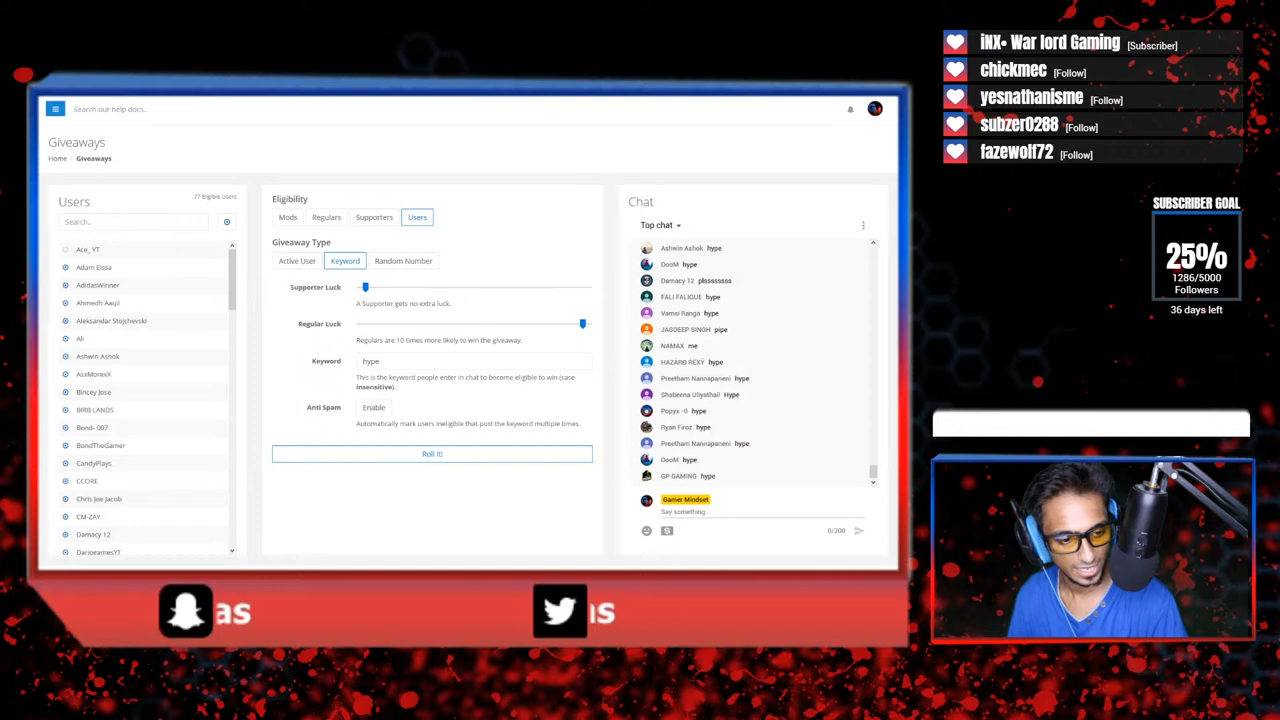 iNX• War lord Gaming [Subscriber]
chickmec [Follow]
yesnathanisme [Follow]
subzer0288 [Follow]
fazewolf72 [Follow]
SUBSCRIBER GOAL
25%
1286/5000
Followers
36 days left
Search our help docs..
Giveaways
Home / Giveaways
Users
77 Eligible Users
Search..
Ace_ YT
Adam Eissa
AdidasWinner
Ahmedh Aaqil
Aleksandar Stojchevski
Ali
Ashwin Ashok
AsxMorexX
Bincey Jose
BIRB LANDS
Bond- 007
BondTheGamer
CandyPlays
CCORE
Chris Joe Jacob
CM-ZAY
Damacy 12
DariogamesYT
Eligibility
Mods Regulars Supporters Users
Giveaway Type
Active User Keyword Random Number
Supporter Luck
A Supporter gets no extra luck.
Regular Luck
Regulars are 10 times more likely to win the giveaway.
Keyword hype
This is the keyword people enter in chat to become eligible to win (case
insensitive).
Anti Spam Enable
Automatically mark users ineligible that post the keyword multiple times.
Roll It!
Chat
Top chat
Ashwin Ashok hype
DooM hype
Damacy 12 plsssssss
FALI FALIQUE hype
Vamsi Ranga hype
JAGDEEP SINGH pipe
NAMAX me
HAZARD REXY hype
Preetham Nannapaneni hype
Shabeena Uliyathail Hype
Popyx -0 hype
Ryan Firoz hype
Preetham Nannapaneni hype
DooM hype
GP GAMING hype
Gamer Mindset
Say something...
0/200
as
as